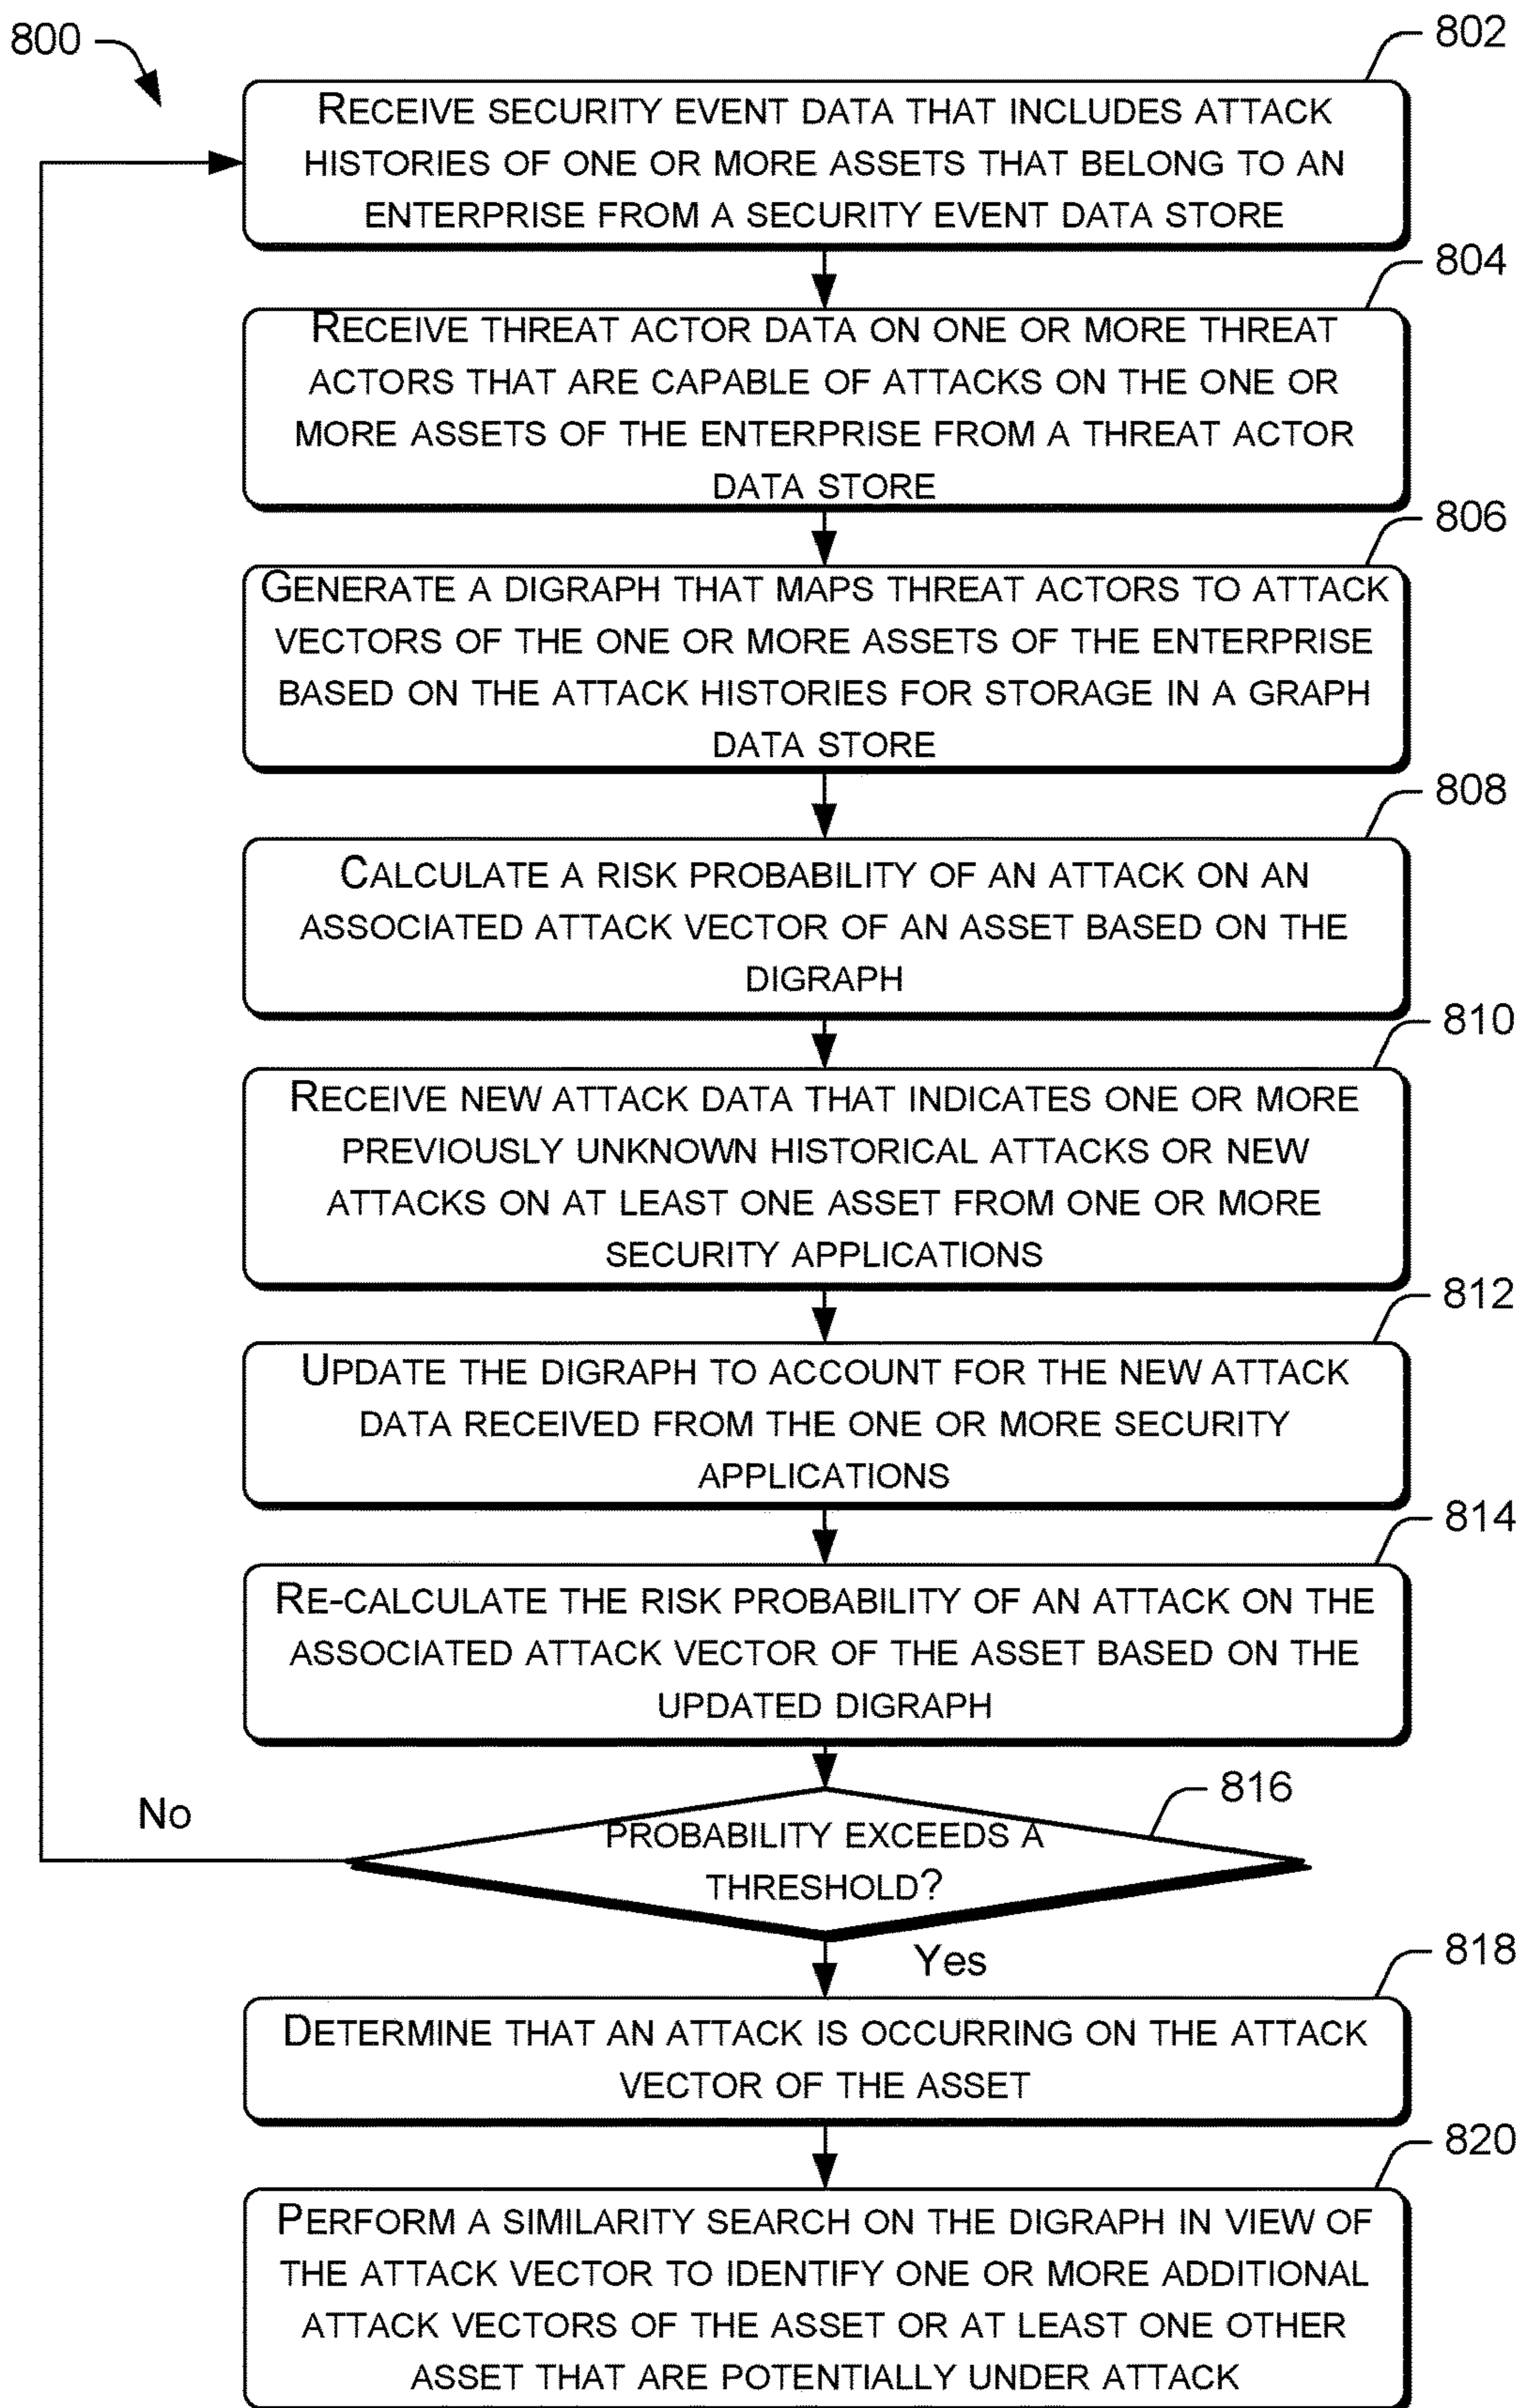 800
802
RECEIVE SECURITY EVENT DATA THAT INCLUDES ATTACK
HISTORIES OF ONE OR MORE ASSETS THAT BELONG TO AN
ENTERPRISE FROM A SECURITY EVENT DATA STORE
804
RECEIVE THREAT ACTOR DATA ON ONE OR MORE THREAT
ACTORS THAT ARE CAPABLE OF ATTACKS ON THE ONE OR
MORE ASSETS OF THE ENTERPRISE FROM A THREAT ACTOR
DATA STORE
806
GENERATE A DIGRAPH THAT MAPS THREAT ACTORS TO ATTACK
VECTORS OF THE ONE OR MORE ASSETS OF THE ENTERPRISE
BASED ON THE ATTACK HISTORIES FOR STORAGE IN A GRAPH
DATA STORE
808
CALCULATE A RISK PROBABILITY OF AN ATTACK ON AN
ASSOCIATED ATTACK VECTOR OF AN ASSET BASED ON THE
DIGRAPH
810
RECEIVE NEW ATTACK DATA THAT INDICATES ONE OR MORE
PREVIOUSLY UNKNOWN HISTORICAL ATTACKS OR NEW
ATTACKS ON AT LEAST ONE ASSET FROM ONE OR MORE
SECURITY APPLICATIONS
812
UPDATE THE DIGRAPH TO ACCOUNT FOR THE NEW ATTACK
DATA RECEIVED FROM THE ONE OR MORE SECURITY
APPLICATIONS
814
RE-CALCULATE THE RISK PROBABILITY OF AN ATTACK ON THE
ASSOCIATED ATTACK VECTOR OF THE ASSET BASED ON THE
UPDATED DIGRAPH
816
No
PROBABILITY EXCEEDS A
THRESHOLD?
Yes
818
DETERMINE THAT AN ATTACK IS OCCURRING ON THE ATTACK
VECTOR OF THE ASSET
820
PERFORM A SIMILARITY SEARCH ON THE DIGRAPH IN VIEW OF
THE ATTACK VECTOR TO IDENTIFY ONE OR MORE ADDITIONAL
ATTACK VECTORS OF THE ASSET OR AT LEAST ONE OTHER
ASSET THAT ARE POTENTIALLY UNDER ATTACK